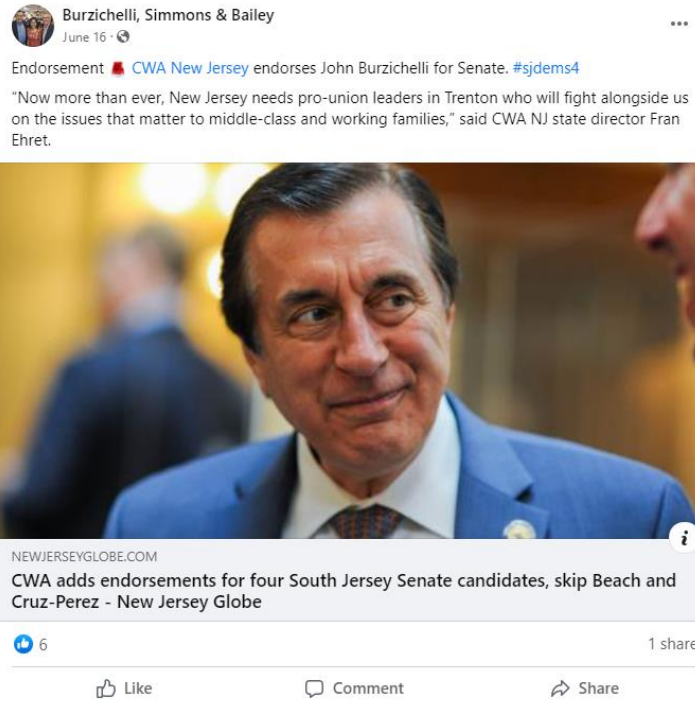 Burzichelli, Simmons & Bailey
June 16 ·
Endorsement CWA New Jersey endorses John Burzichelli for Senate. #sjdems4
"Now more than ever, New Jersey needs pro-union leaders in Trenton who will fight alongside us
on the issues that matter to middle-class and working families," said CWA NJ state director Fran
Ehret.
NEWJERSEYGLOBE.COM
CWA adds endorsements for four South Jersey Senate candidates, skip Beach and
Cruz-Perez - New Jersey Globe
6
1 share
Like
Comment
Share